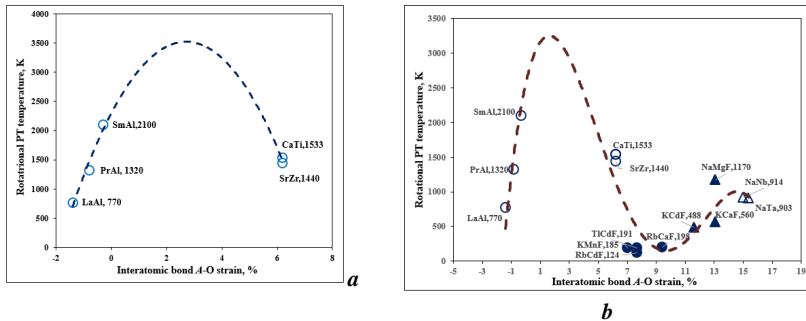 4000
3500
3000
2500
2000
1500
1000
500
0
-2
0
2
4
6
8
Rotatrional PT temperature, K
Interatomic bond A-O strain, %
SmAl,2100
PrAl, 1320
LaAl, 770
CaTi,1533
SrZr,1440
a
3500
3000
2500
2000
1500
1000
500
0
-5
-3
-1
1
3
5
7
9
11
13
15
17
19
Rotational PT temperature, K
Interatomic bond A-O strain, %
SmAl,2100
PrAl,1320
LaAl,770
CaTi,1533
SrZr,1440
NaMgF,1170
NaNb,914
NaTa,903
KCdF,488
KCaF,560
TlCdF,191
KMnF,185
RbCdF,124
RbCaF,198
b